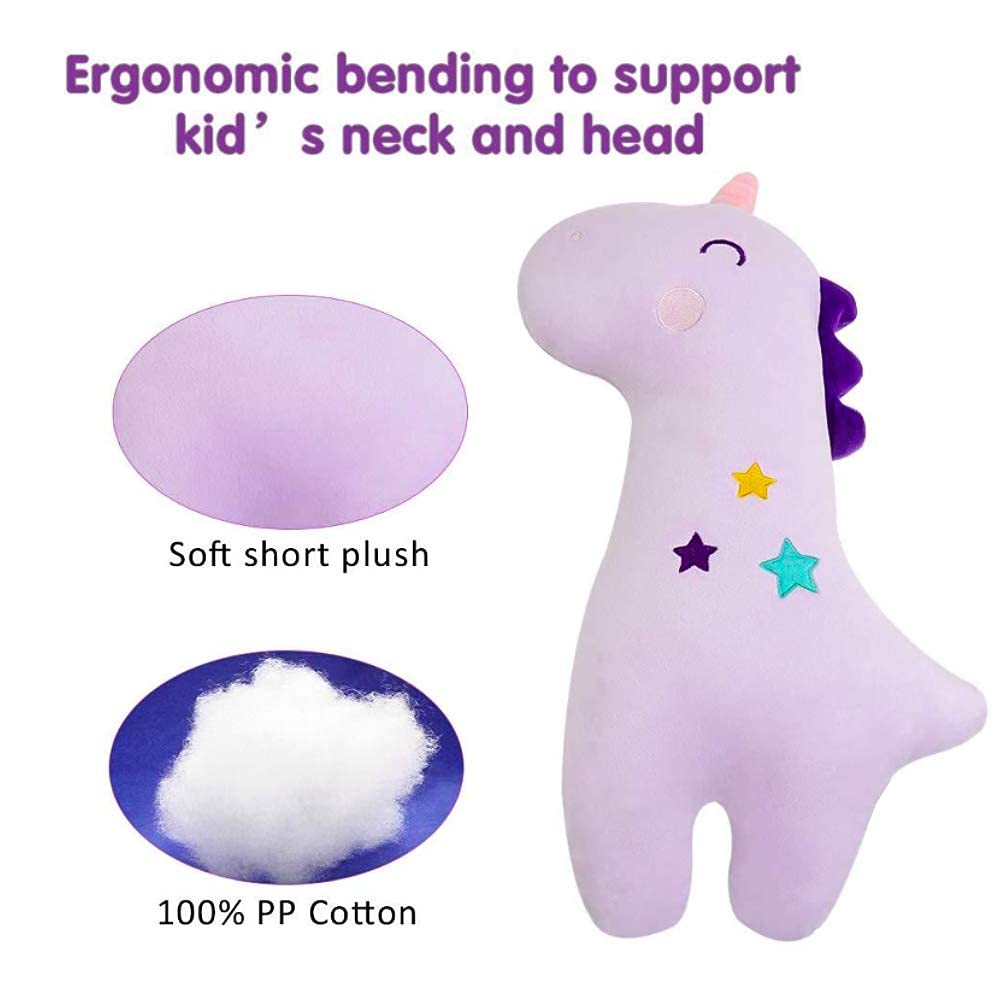 Ergonomic bending to support
kid’s neck and head
Soft short plush
100% PP Cotton